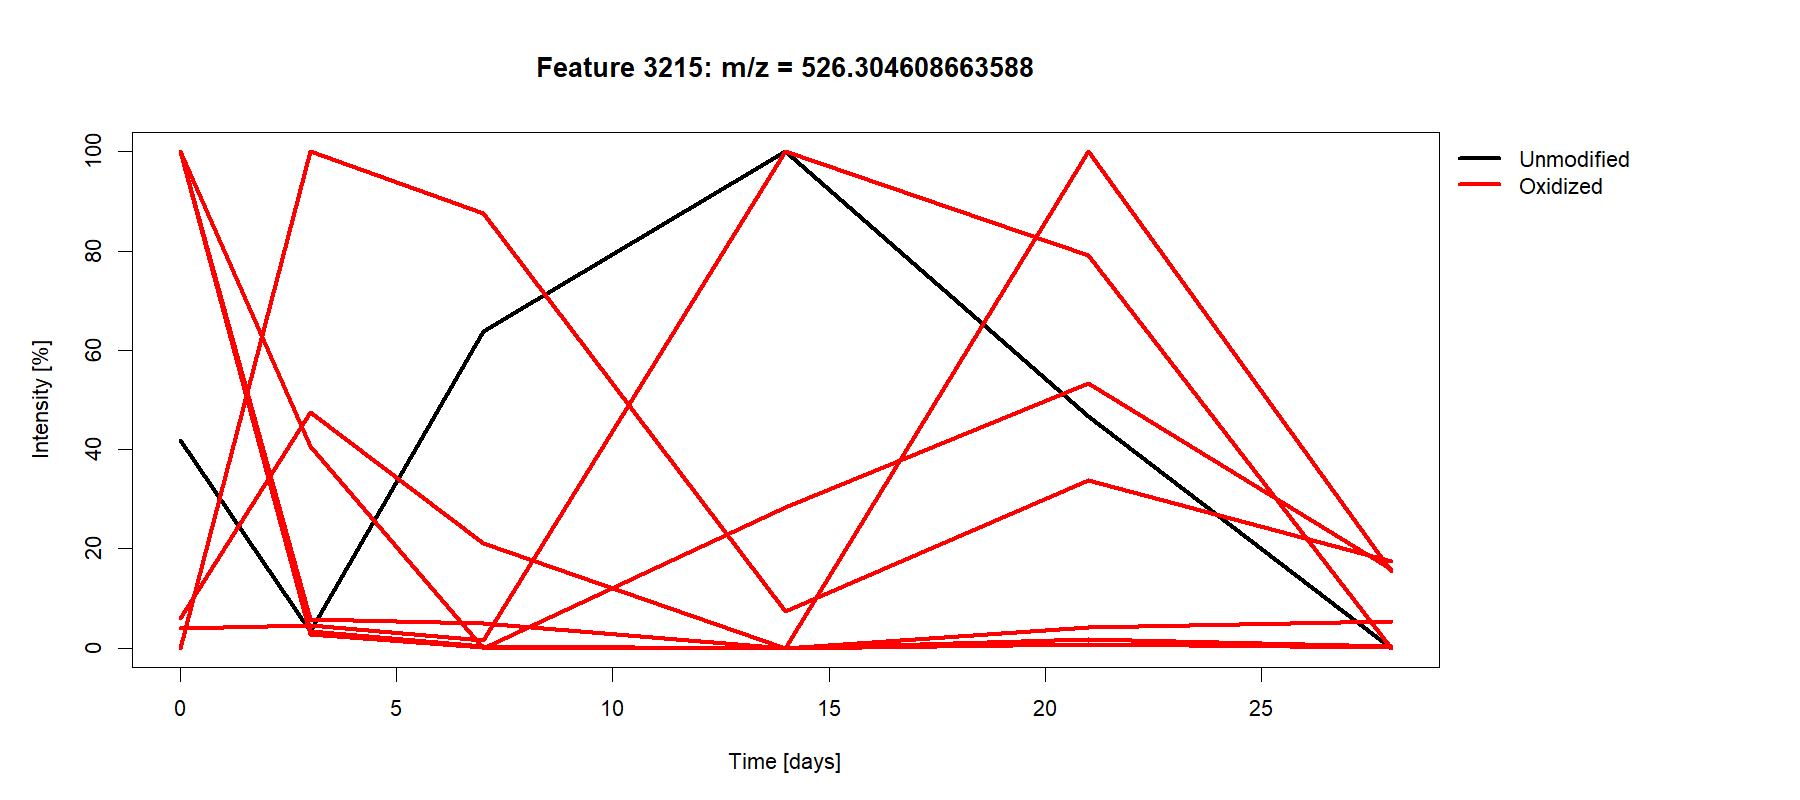 Feature 3215: m/z = 526.304608663588
Unmodified
Oxidized
Intensity [%]
100
80
60
40
20
0
0 5 10 15 20 25
Time [days]